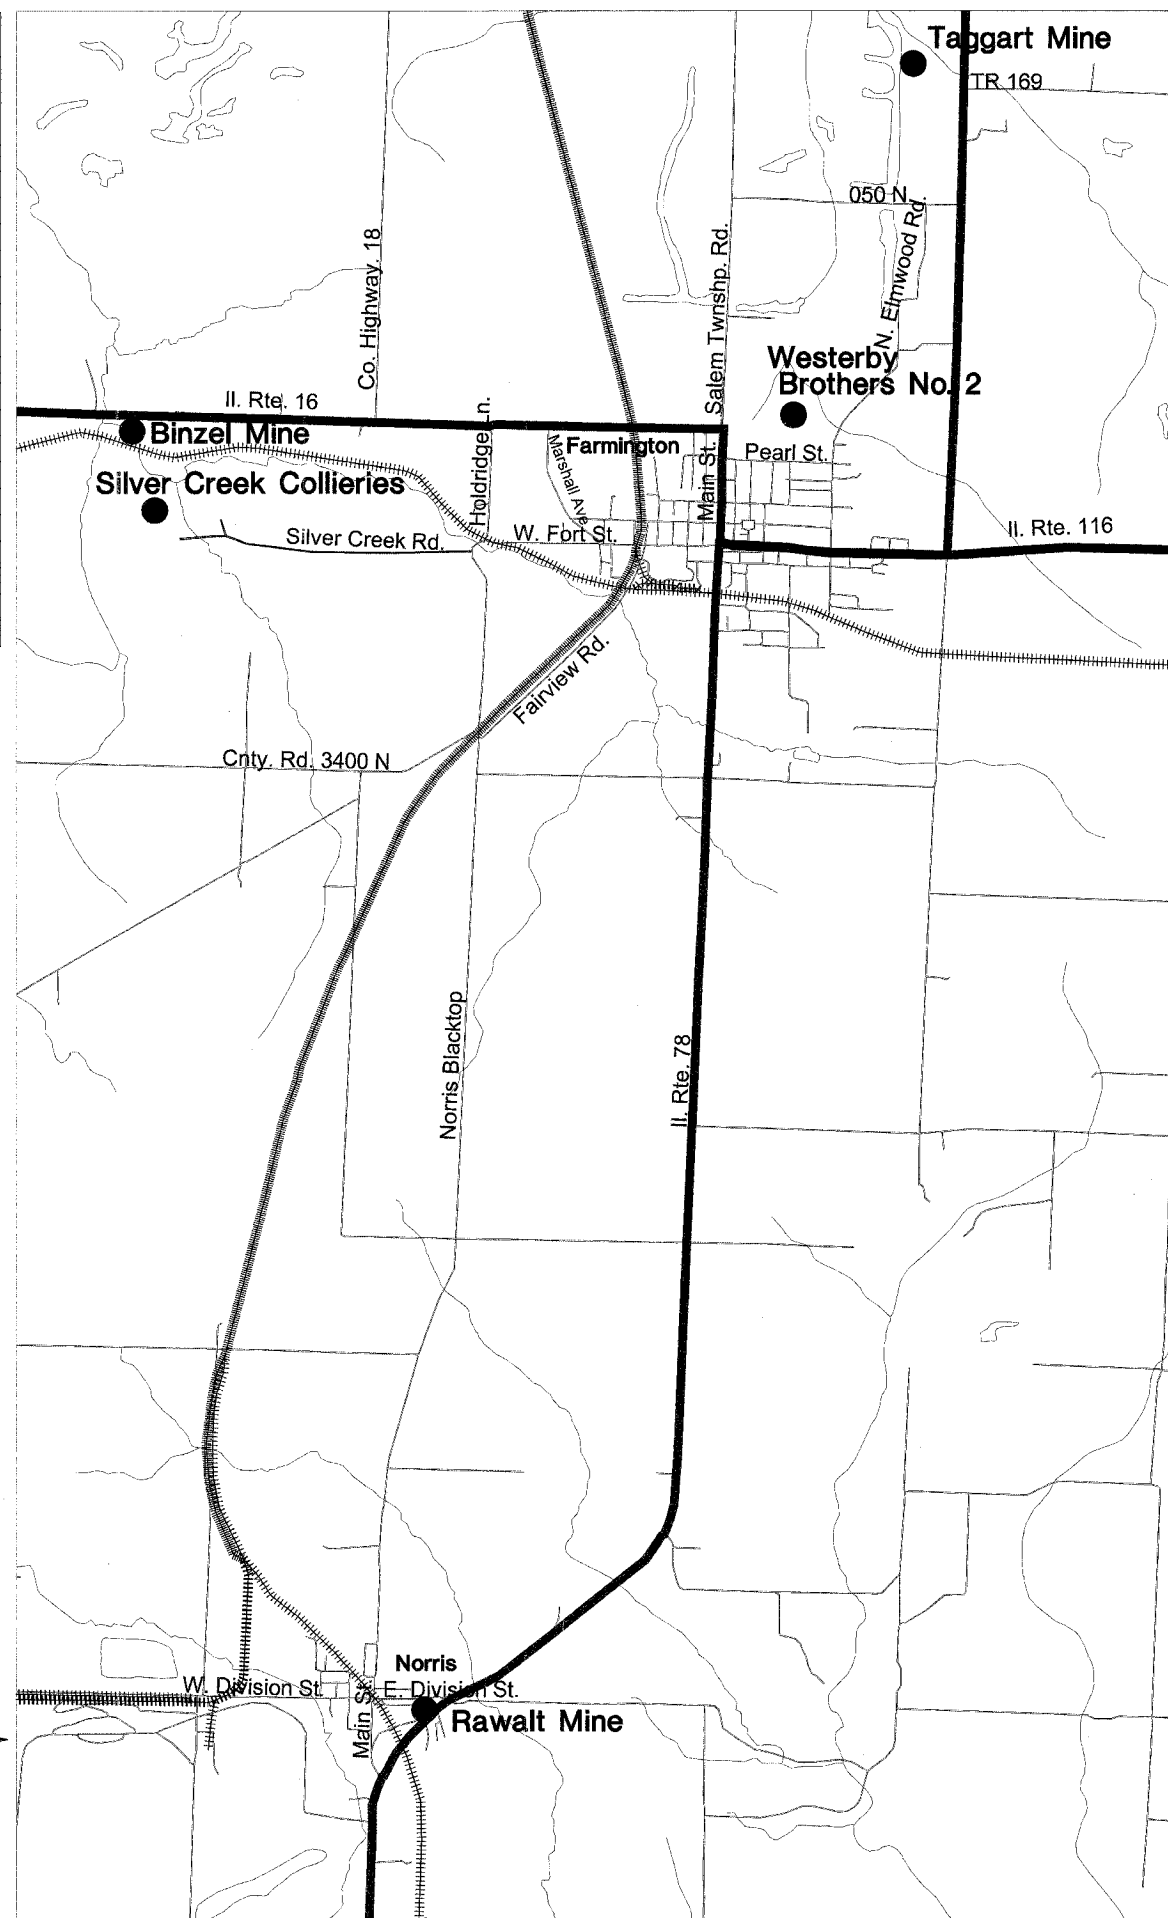 Taggart Mine
TR 169
050 N.
N. Elmwood Rd.
Salem Twnshp. Rd.
Co. Highway. 18
Westerby
Brothers No. 2
Il. Rte. 16
Holdridge Ln.
Binzel Mine
Farmington
Marshall Ave.
Main St.
Pearl St.
Silver Creek Collieries
Silver Creek Rd.
W. Fort St.
Il. Rte. 116
Fairview Rd.
Cnty. Rd. 3400 N
Norris Blacktop
Il. Rte. 78
Norris
W. Division St.
E. Division St.
Main St.
Rawalt Mine